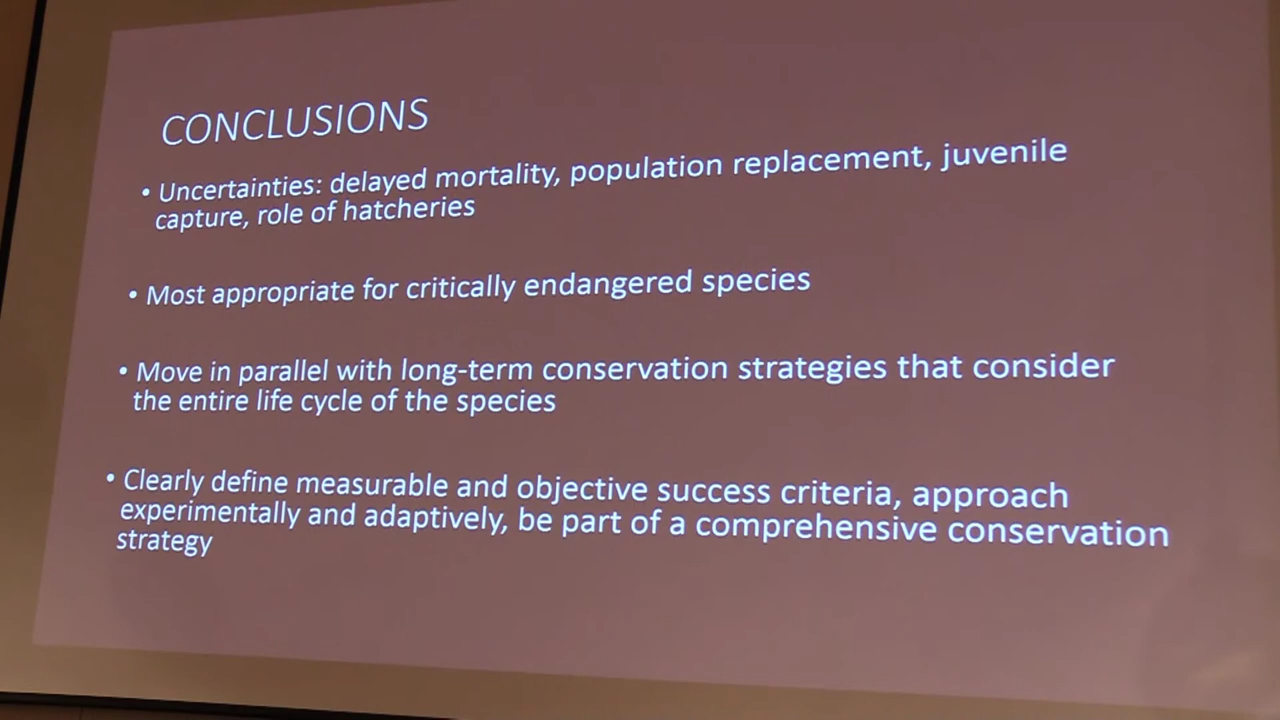 CONCLUSIONS
• Uncertainties: delayed mortality, population replacement, juvenile
capture, role of hatcheries
• Most appropriate for critically endangered species
• Move in parallel with long-term conservation strategies that consider
the entire life cycle of the species
• Clearly define measurable and objective success criteria, approach
experimentally and adaptively, be part of a comprehensive conservation
strategy